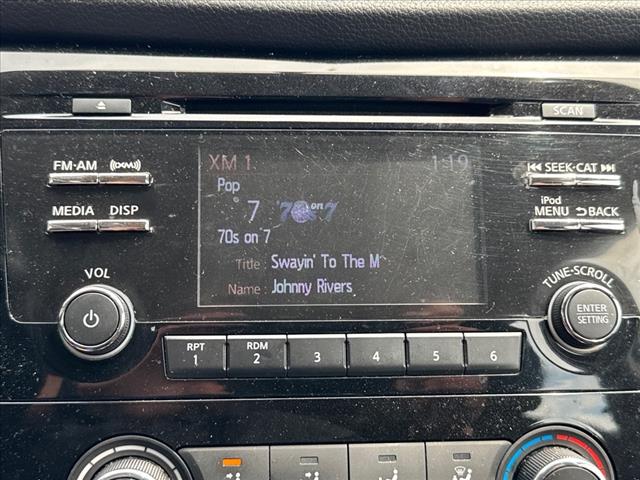 SCAN
FM·AM
XM
SEEK·CAT
MEDIA
DISP
iPod
MENU
BACK
XM 1
1:19
Pop
7
'70s on 7
70s on 7
Title : Swayin' To The M
Name : Johnny Rivers
VOL
TUNE·SCROLL
ENTER
SETTING
RPT
1
RDM
2
3
4
5
6